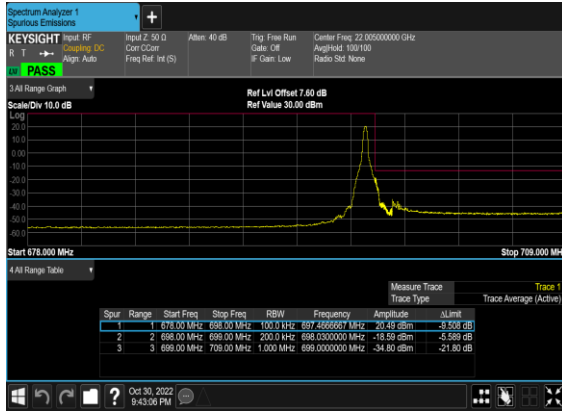 Spectrum Analyzer 1
Spurious Emissions
+
KEYSIGHT Input: RF Input Z: 50 Ω Atten: 40 dB Trig: Free Run Center Freq: 22.005000000 GHz
R T Coupling: DC Corr CCorr Gate: Off Avg|Hold: 100/100
Align: Auto Freq Ref: Int (S) IF Gain: Low Radio Std: None
PASS
3 All Range Graph Ref Lvl Offset 7.60 dB
Scale/Div 10.0 dB Ref Value 30.00 dBm
Log
20.0
10.0
0.00
-10.0
-20.0
-30.0
-40.0
-50.0
-60.0
Start 678.000 MHz Stop 709.000 MH
4 All Range Table
Measure Trace Trace 1
Trace Type Trace Average (Active)
Spur Range Start Freq Stop Freq RBW Frequency Amplitude ΔLimit
1 1 678.00 MHz 698.00 MHz 100.0 kHz 697.4666667 MHz 20.49 dBm -9.508 dB
2 2 698.00 MHz 699.00 MHz 200.0 kHz 698.0300000 MHz -18.59 dBm -5.589 dB
3 3 699.00 MHz 709.00 MHz 1.000 MHz 699.0000000 MHz -34.80 dBm -21.80 dB
? Oct 30, 2022
9:43:06 PM